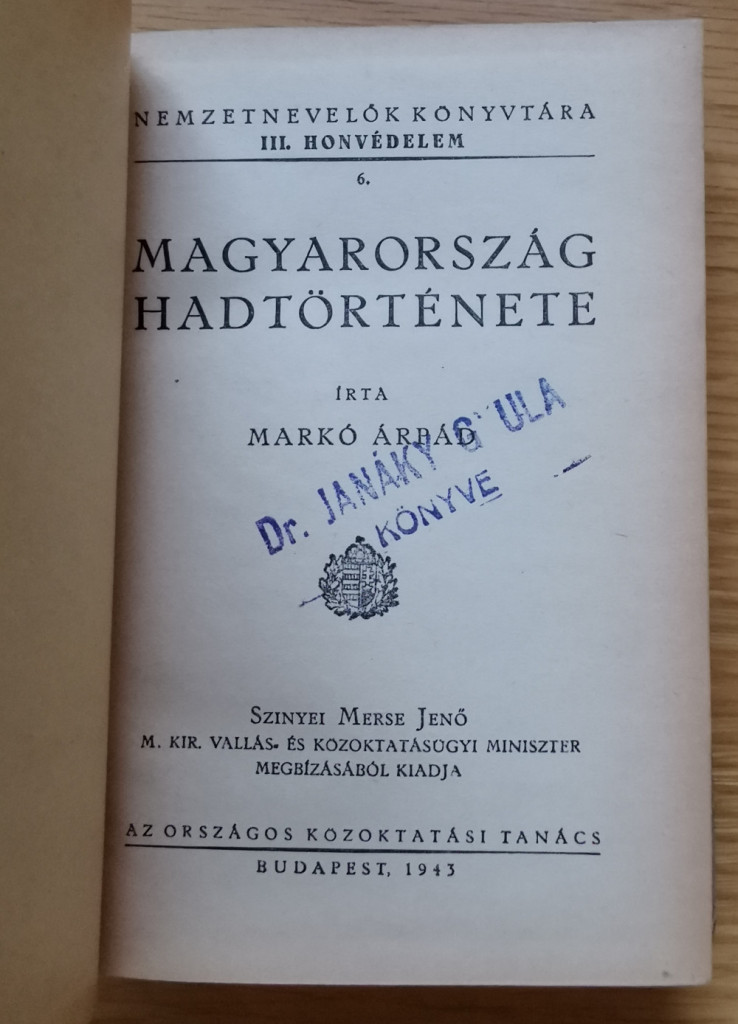 NEMZETNEVELŐK KÖNYVTÁRA
III. HONVÉDELEM
6.
MAGYARORSZÁG
HADTÖRTÉNETE
ÍRTA
MARKÓ ÁRPÁD
Dr. JANÁKY G ULA
KÖNYVE
SZINYEI MERSE JENŐ
M. KIR. VALLÁS- ÉS KÖZOKTATÁSÜGYI MINISZTER
MEGBÍZÁSÁBÓL KIADJA
AZ ORSZÁGOS KÖZOKTATÁSI TANÁCS
BUDAPEST, 1943